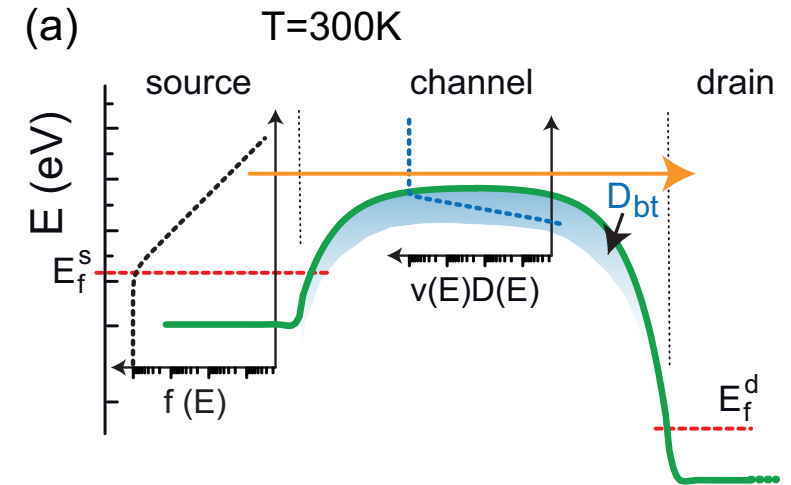 (a)
T=300K
source
channel
drain
E (eV)
D_bt
E_f^s
v(E)D(E)
f (E)
E_f^d